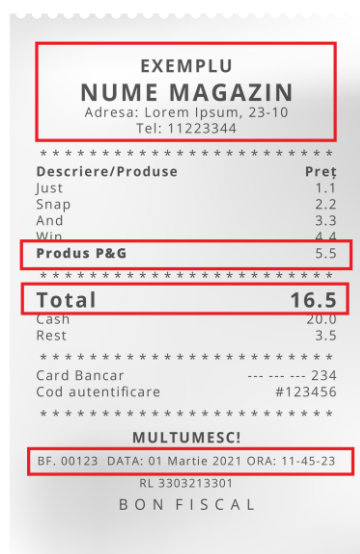 EXEMPLU
NUME MAGAZIN
Adresa: Lorem Ipsum, 23-10
Tel: 11223344
* * * * * * * * * * * * * * * * * * * * * * * *
Descriere/Produse Preț
Just 1.1
Snap 2.2
And 3.3
Win 4.4
Produs P&G 5.5
* * * * * * * * * * * * * * * * * * * * * * * *
Total 16.5
Cash 20.0
Rest 3.5
* * * * * * * * * * * * * * * * * * * * * * * *
Card Bancar --- --- --- 234
Cod autentificare #123456
* * * * * * * * * * * * * * * * * * * * * * * *
MULTUMESC!
BF. 00123 DATA: 01 Martie 2021 ORA: 11-45-23
RL 3303213301
BON FISCAL